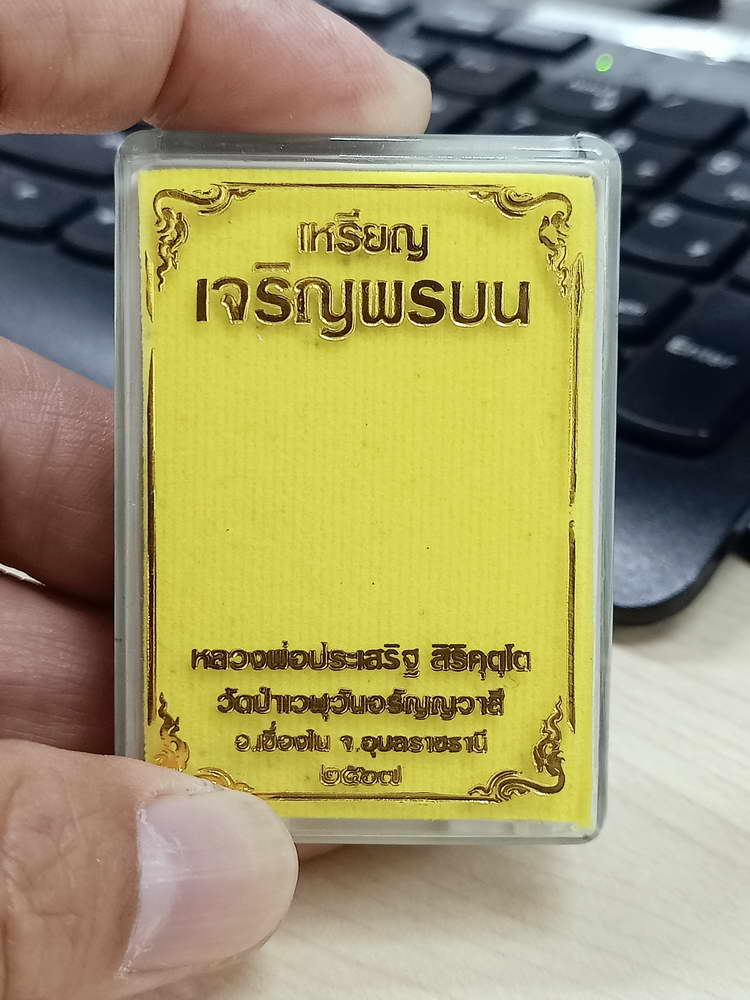 เหรียญ
เจริญพรบน
หลวงพ่อประเสริฐ สิริคุตฺโต
วัดป่าเวฬุวันอรัญญวาสี
อ.เขื่องใน จ.อุบลราชธานี
๒๕๖๗
Enter